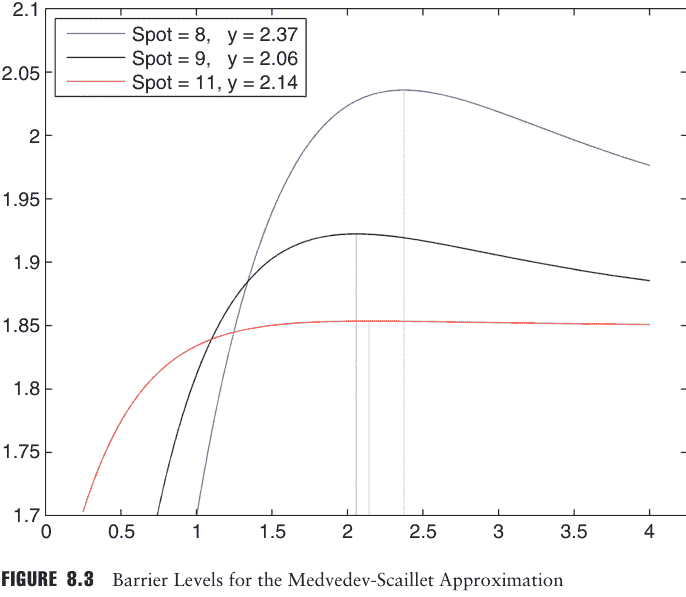 2.1
Spot = 8, y = 2.37
Spot = 9, y = 2.06
Spot = 11, y = 2.14
2.05
2
1.95
1.9
1.85
1.8
1.75
1.7
0 0.5 1 1.5 2 2.5 3 3.5 4
FIGURE 8.3 Barrier Levels for the Medvedev-Scaillet Approximation